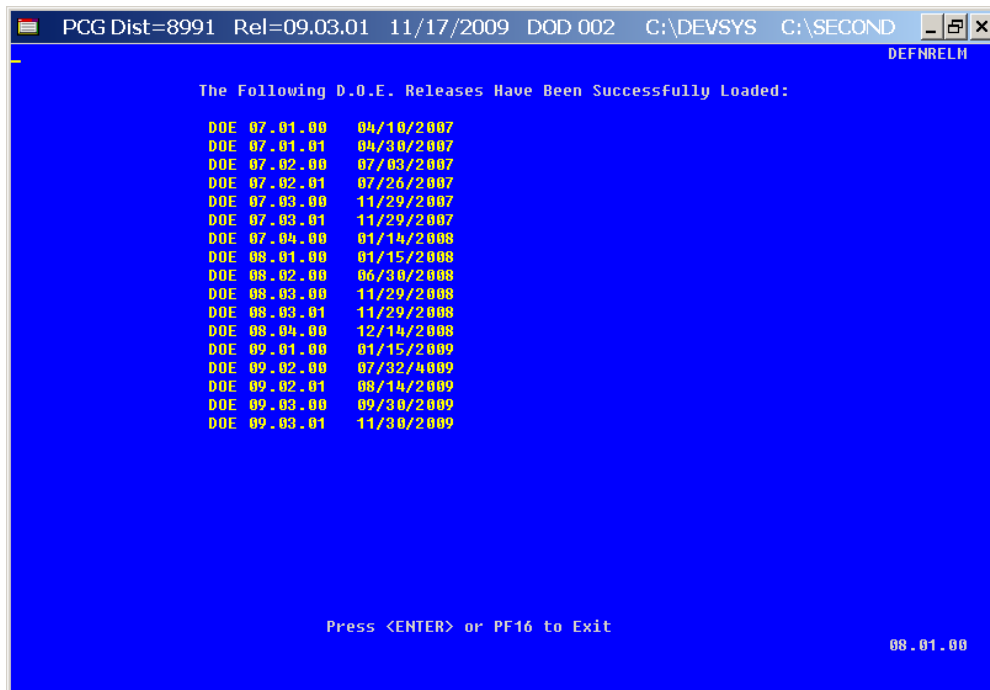 PCG Dist=8991 Rel=09.03.01 11/17/2009 DOD 002 C:\DEVSYS C:\SECOND
DEFNRELM
The Following D.O.E. Releases Have Been Successfully Loaded:
DOE 07.01.00 04/10/2007
DOE 07.01.01 04/30/2007
DOE 07.02.00 07/03/2007
DOE 07.02.01 07/26/2007
DOE 07.03.00 11/29/2007
DOE 07.03.01 11/29/2007
DOE 07.04.00 01/14/2008
DOE 08.01.00 01/15/2008
DOE 08.02.00 06/30/2008
DOE 08.03.00 11/29/2008
DOE 08.03.01 11/29/2008
DOE 08.04.00 12/14/2008
DOE 09.01.00 01/15/2009
DOE 09.02.00 07/32/4009
DOE 09.02.01 08/14/2009
DOE 09.03.00 09/30/2009
DOE 09.03.01 11/30/2009
Press <ENTER> or PF16 to Exit
08.01.00